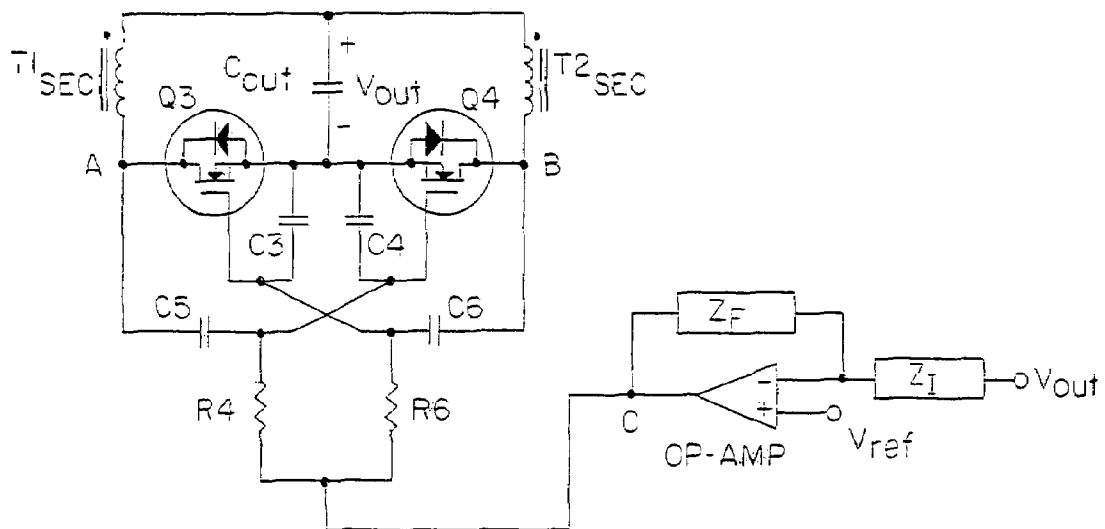 T1SEC
Cout
+
Vout
-
T2SEC
Q3
Q4
A
B
C3
C4
C5
C6
R4
R6
ZF
ZI
Vout
-
+
C
Vref
OP-AMP